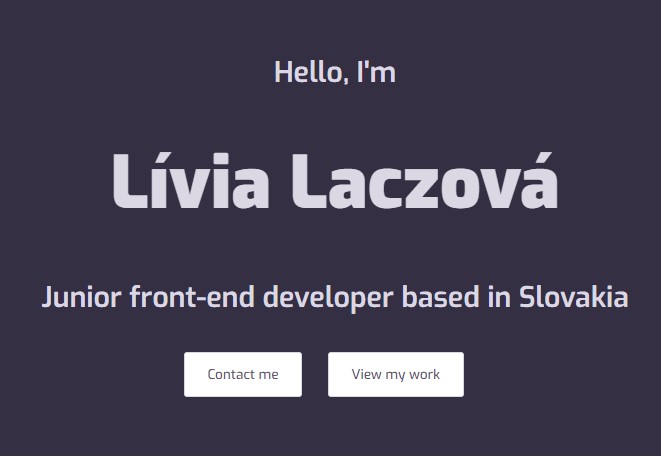 Hello, I'm
Lívia Laczová
Junior front-end developer based in Slovakia
Contact me
View my work